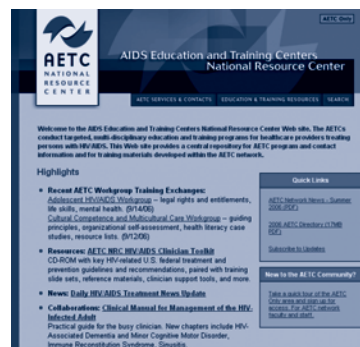 AETC Only
AETC
NATIONAL
RESOURCE
CENTER
AIDS Education and Training Centers
National Resource Center
AETC SERVICES & CONTACTS
EDUCATION & TRAINING RESOURCES
SEARCH
Welcome to the AIDS Education and Training Centers National Resource Center Web site. The AETCs
conduct targeted, multi-disciplinary education and training programs for healthcare providers treating
persons with HIV/AIDS. This Web site provides a central repository for AETC program and contact
information and for training materials developed within the AETC network.
Highlights
Recent AETC Workgroup Training Exchanges:
Adolescent HIV/AIDS Workgroup – legal rights and entitlements,
life skills, mental health. (9/14/06)
Cultural Competence and Multicultural Care Workgroup – guiding
principles, organizational self-assessment, health literacy case
studies, resource lists. (9/12/06)
Resources: AETC NRC HIV/AIDS Clinician Toolkit
CD-ROM with key HIV-related U.S. federal treatment and
prevention guidelines and recommendations, paired with training
slide sets, reference materials, clinician support tools, and more.
News: Daily HIV/AIDS Treatment News Update
Collaborations: Clinical Manual for Management of the HIV-
Infected Adult
Practical guide for the busy clinician. New chapters include HIV-
Associated Dementia and Minor Cognitive Motor Disorder,
Immune Reconstitution Syndrome, Sinusitis
Quick Links
AETC Network News - Summer
2006 (PDF)
2006 AETC Directory (17MB
PDF)
Subscribe to Updates
New to the AETC Community?
Take a quick tour of the AETC
Only area and sign up for
access. For AETC network
faculty and staff.